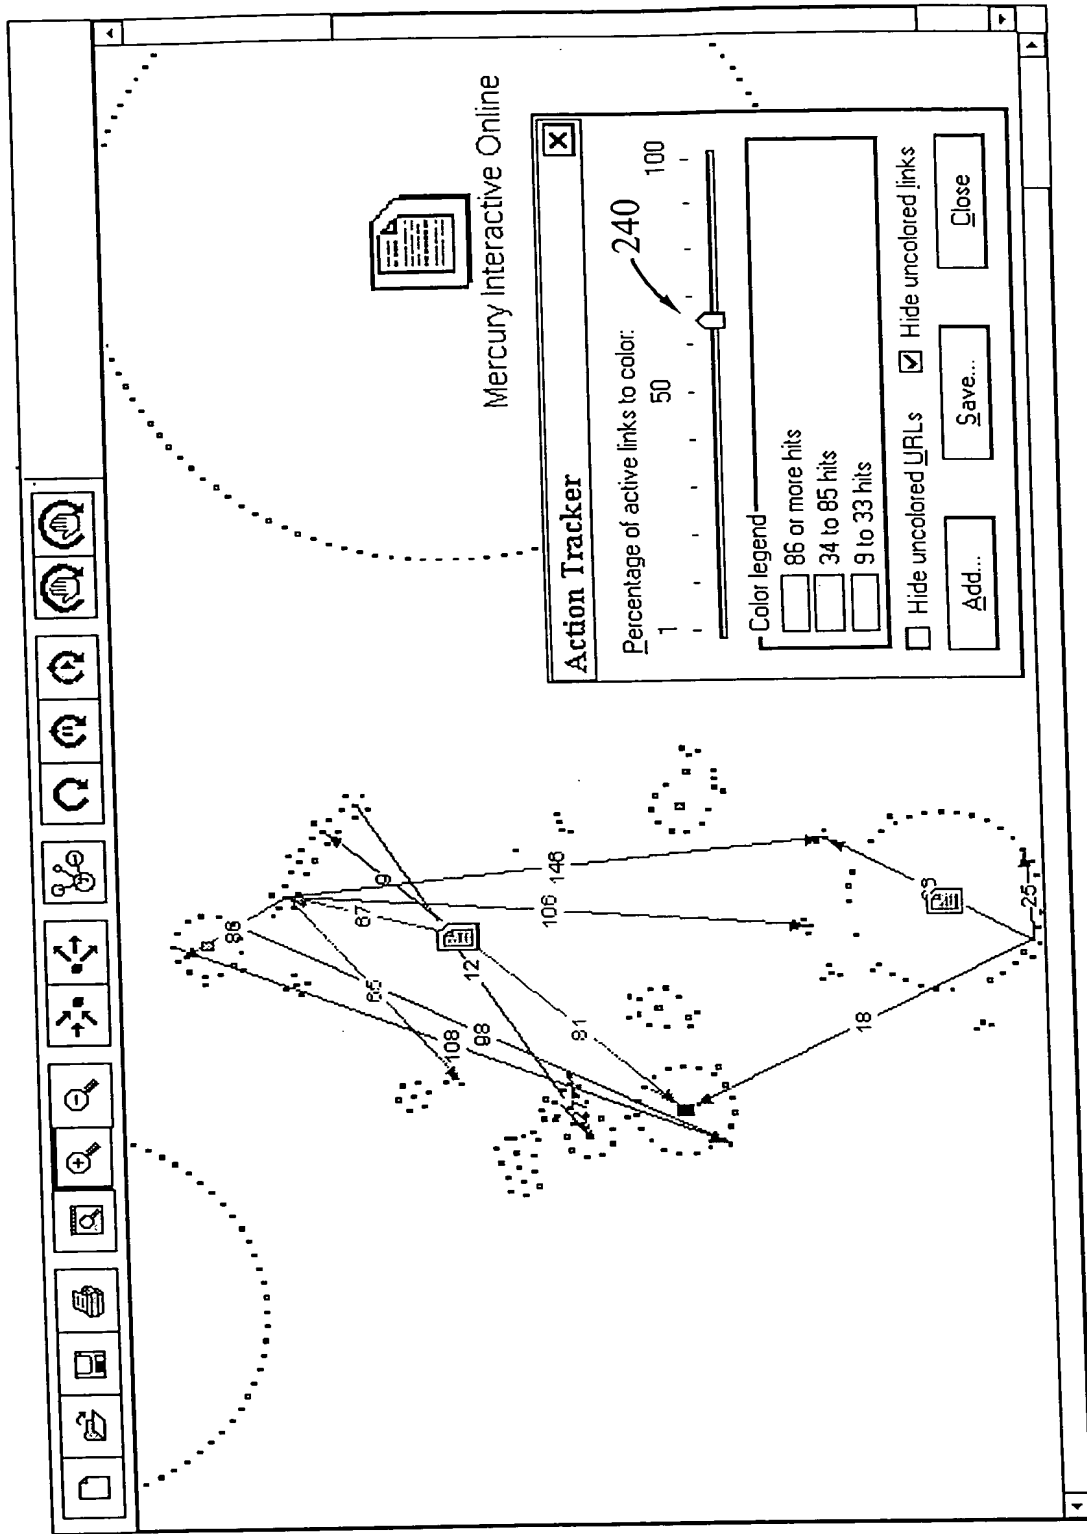 Mercury Interactive Online
108
98
86
65
67
9
12
81
106
146
18
25
Action Tracker
Percentage of active links to color:
1 50 100
240
Color legend
86 or more hits
34 to 85 hits
9 to 33 hits
Hide uncolored URLs Hide uncolored links
Add... Save... Close